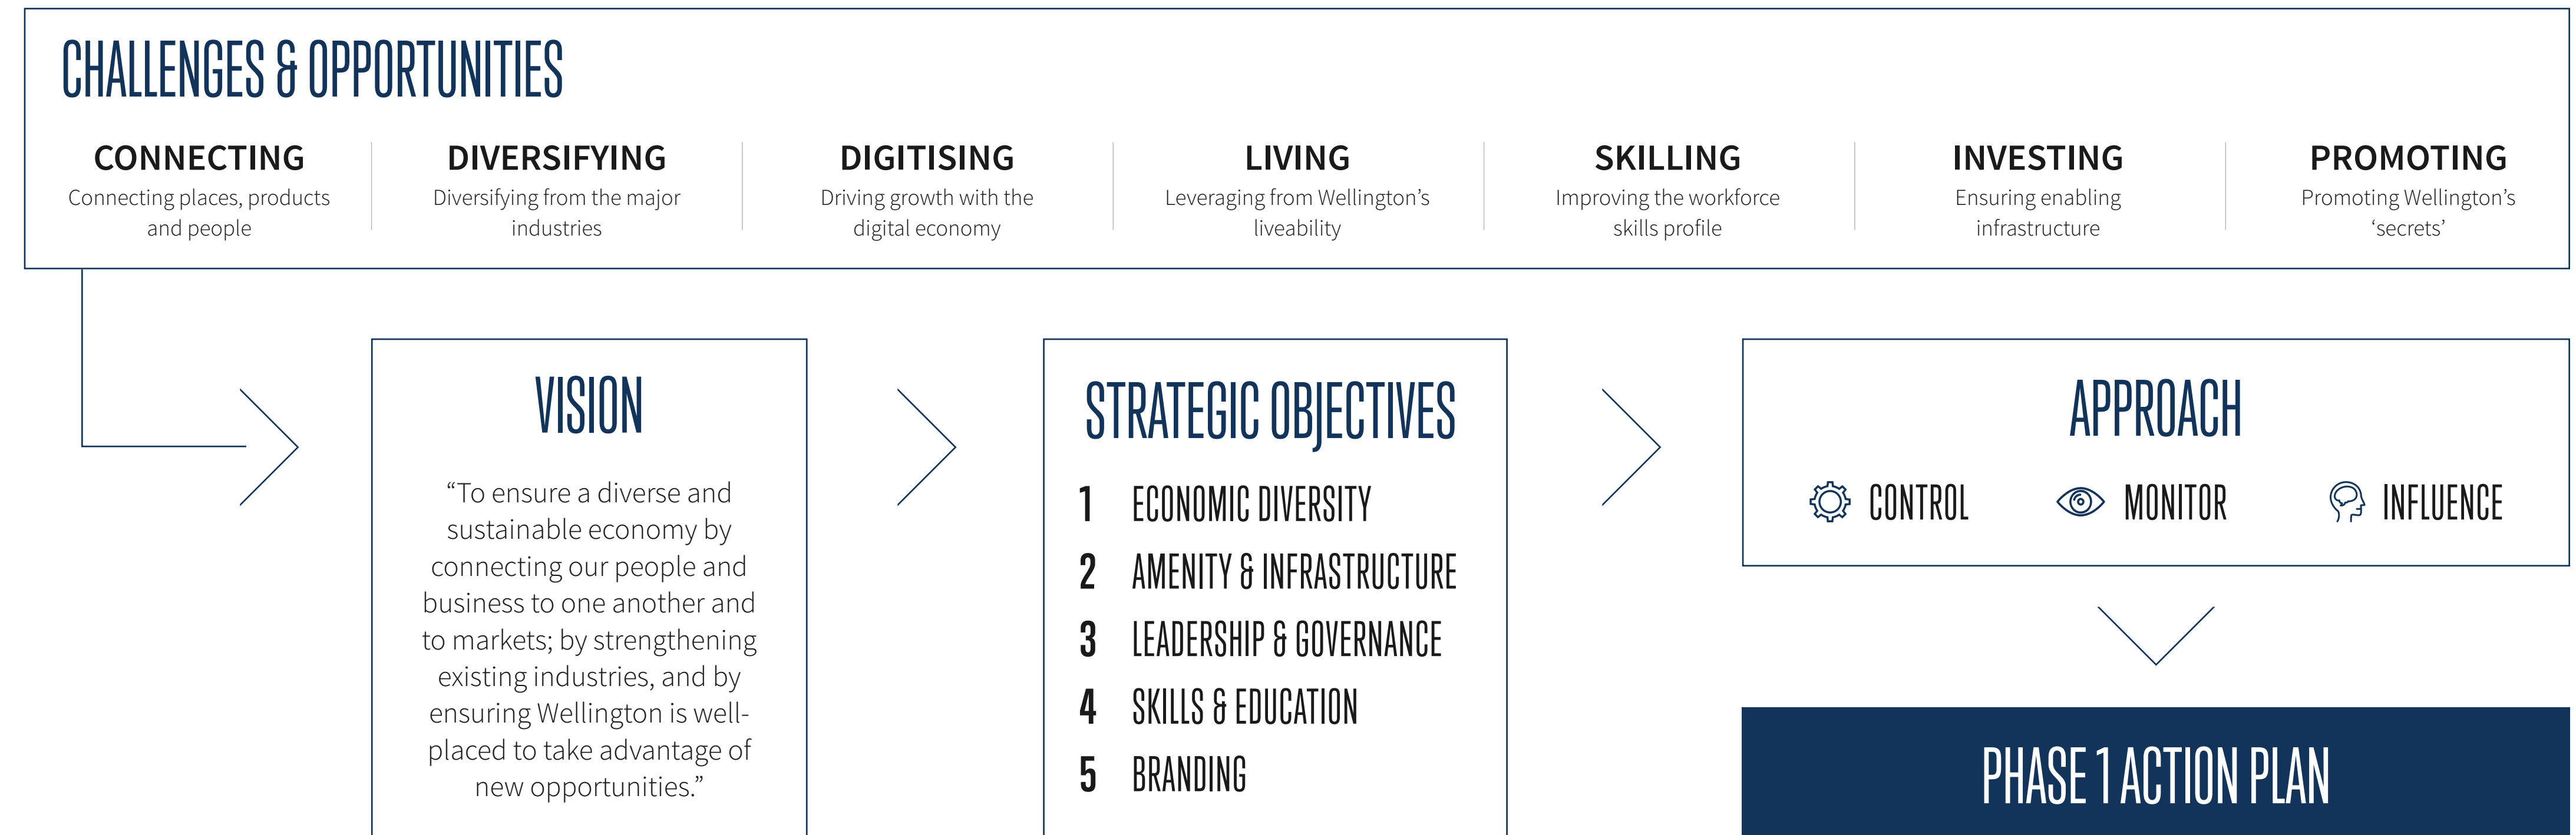 CHALLENGES & OPPORTUNITIES
CONNECTING
Connecting places, products
and people
DIVERSIFYING
Diversifying from the major
industries
DIGITISING
Driving growth with the
digital economy
LIVING
Leveraging from Wellington’s
liveability
SKILLING
Improving the workforce
skills profile
INVESTING
Ensuring enabling
infrastructure
PROMOTING
Promoting Wellington’s
‘secrets’
VISION
“To ensure a diverse and
sustainable economy by
connecting our people and
business to one another and
to markets; by strengthening
existing industries, and by
ensuring Wellington is well-
placed to take advantage of
new opportunities.”
STRATEGIC OBJECTIVES
1 ECONOMIC DIVERSITY
2 AMENITY & INFRASTRUCTURE
3 LEADERSHIP & GOVERNANCE
4 SKILLS & EDUCATION
5 BRANDING
APPROACH
CONTROL
MONITOR
INFLUENCE
PHASE 1 ACTION PLAN